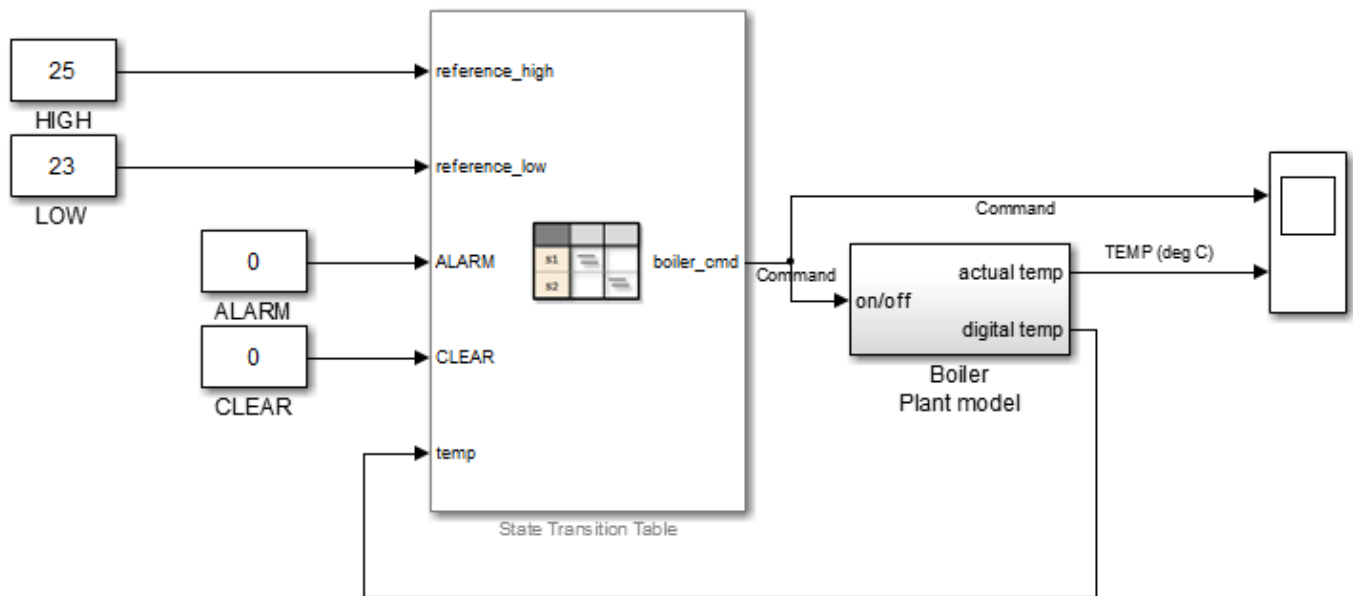 25
HIGH
23
LOW
0
ALARM
0
CLEAR
reference_high
reference_low
ALARM
CLEAR
temp
s1
s2
boiler_cmd
State Transition Table
Command
Command
on/off
actual temp
digital temp
Boiler
Plant model
TEMP (deg C)